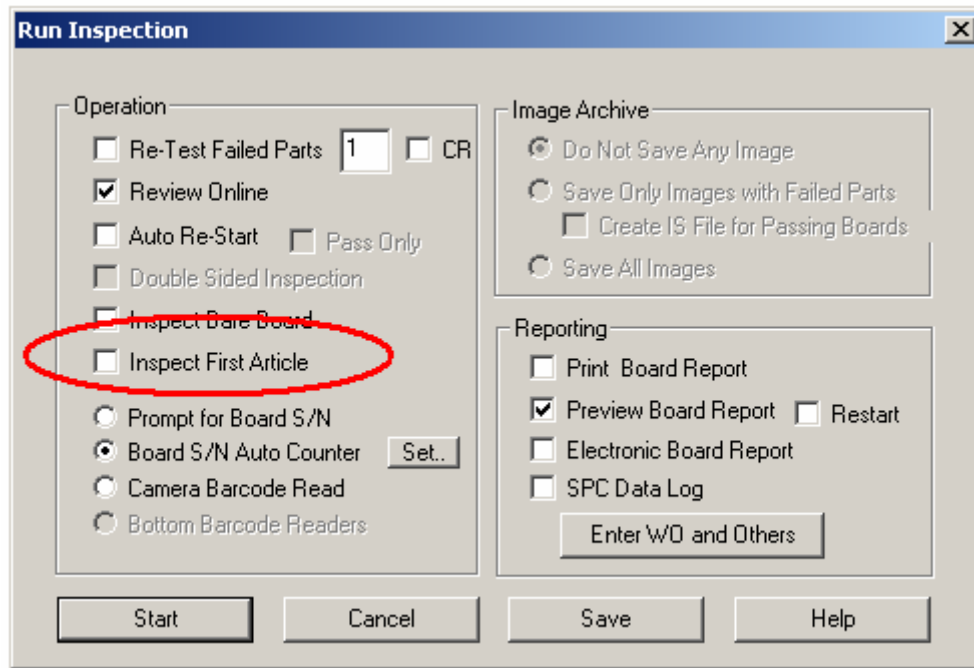 Run Inspection
Operation
Re-Test Failed Parts 1 CR
Review Online
Auto Re-Start Pass Only
Double Sided Inspection
Inspect Bare Board
Inspect First Article
Prompt for Board S/N
Board S/N Auto Counter Set..
Camera Barcode Read
Bottom Barcode Readers
Image Archive
Do Not Save Any Image
Save Only Images with Failed Parts
Create IS File for Passing Boards
Save All Images
Reporting
Print Board Report
Preview Board Report Restart
Electronic Board Report
SPC Data Log
Enter WO and Others
Start Cancel Save Help